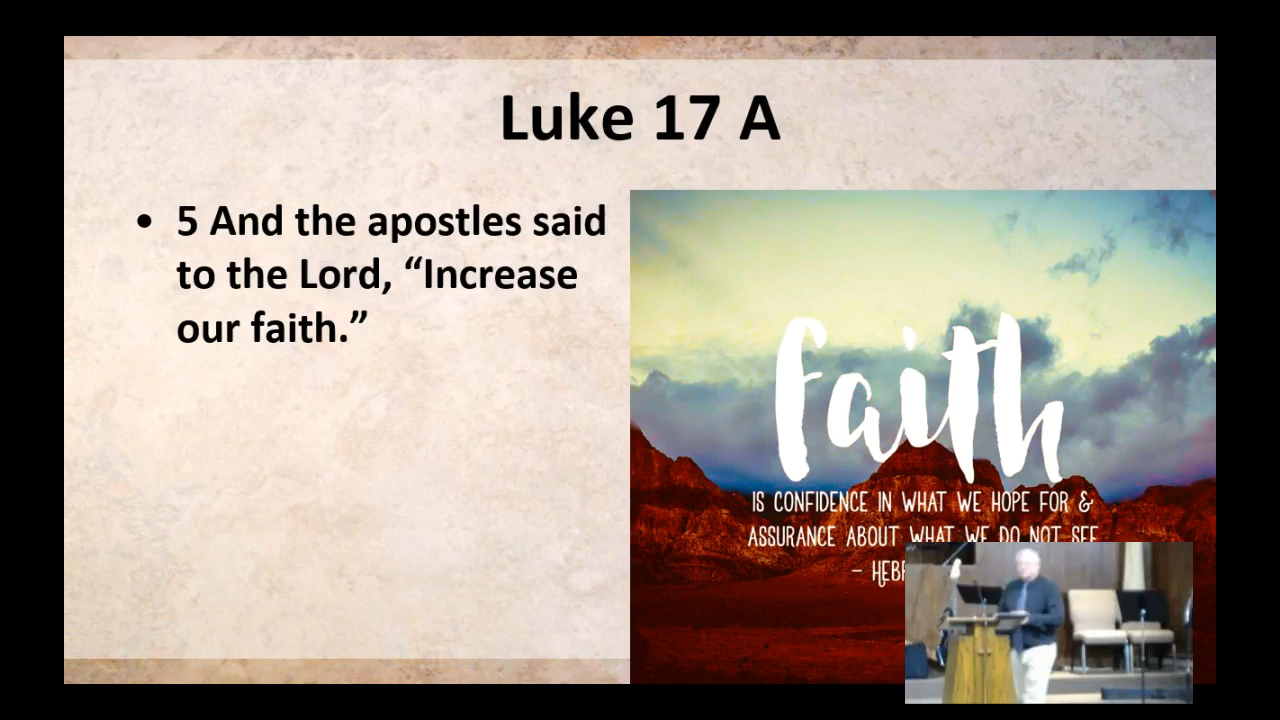 Luke 17 A
• 5 And the apostles said
to the Lord, “Increase
our faith.”
faith
IS CONFIDENCE IN WHAT WE HOPE FOR &
ASSURANCE ABOUT WHAT WE DO NOT SEE
-